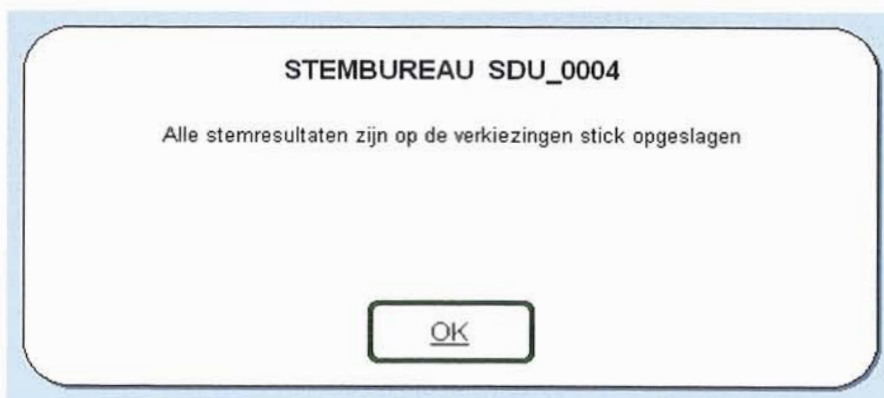 STEMBUREAU SDU_0004
Alle stemresultaten zijn op de verkiezingen stick opgeslagen
OK